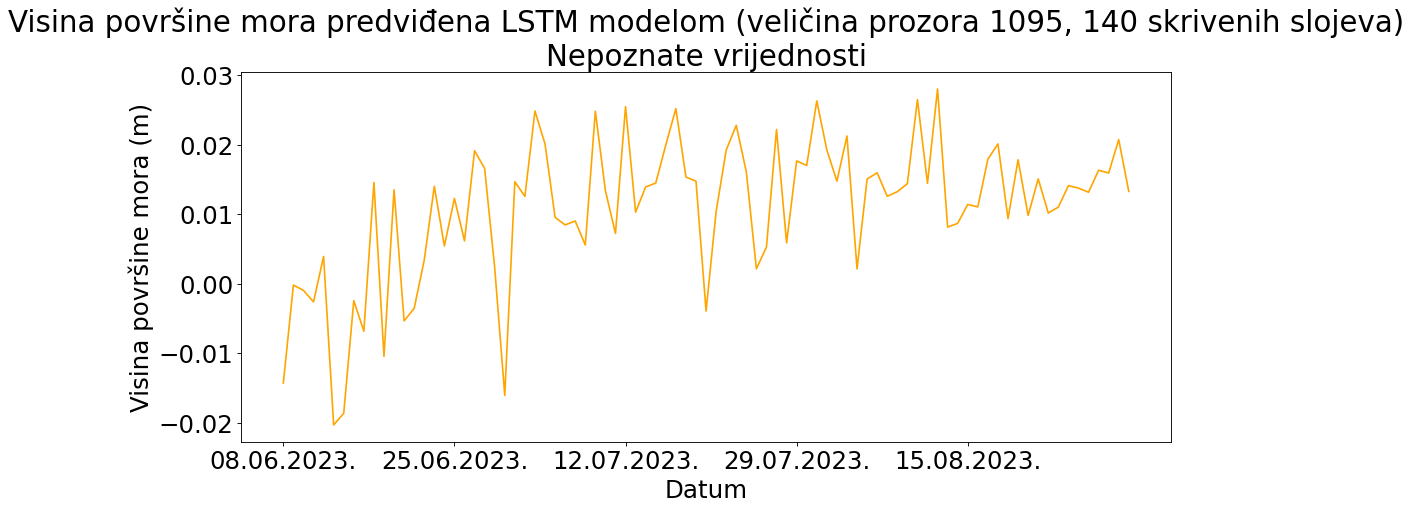 Visina površine mora predviđena LSTM modelom (veličina prozora 1095, 140 skrivenih slojeva)
Nepoznate vrijednosti
Visina površine mora (m)
0.03
0.02
0.01
0.00
−0.01
−0.02
08.06.2023. 25.06.2023. 12.07.2023. 29.07.2023. 15.08.2023.
Datum